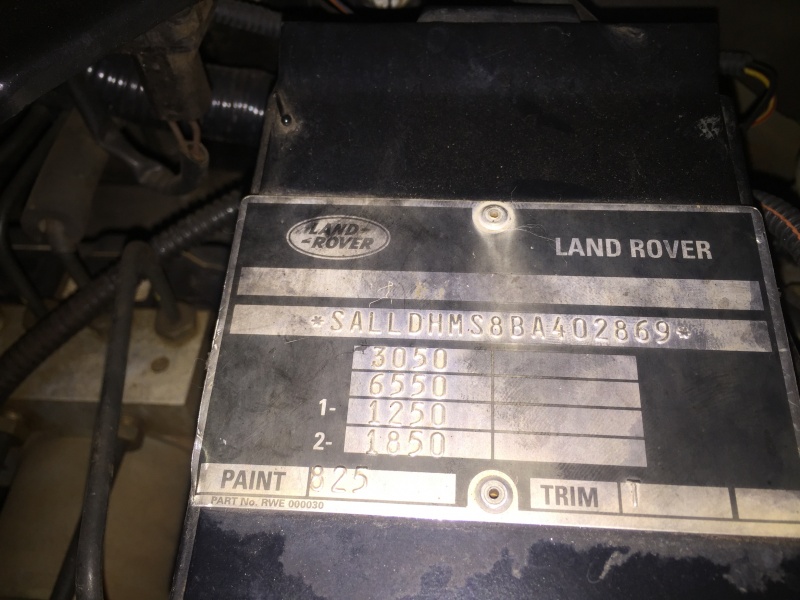 LAND-
-ROVER
LAND ROVER
*SALLDHMS8BA402869*
3050
6550
1- 1250
2- 1850
PAINT 825 TRIM 1
PART No. RWE 000030